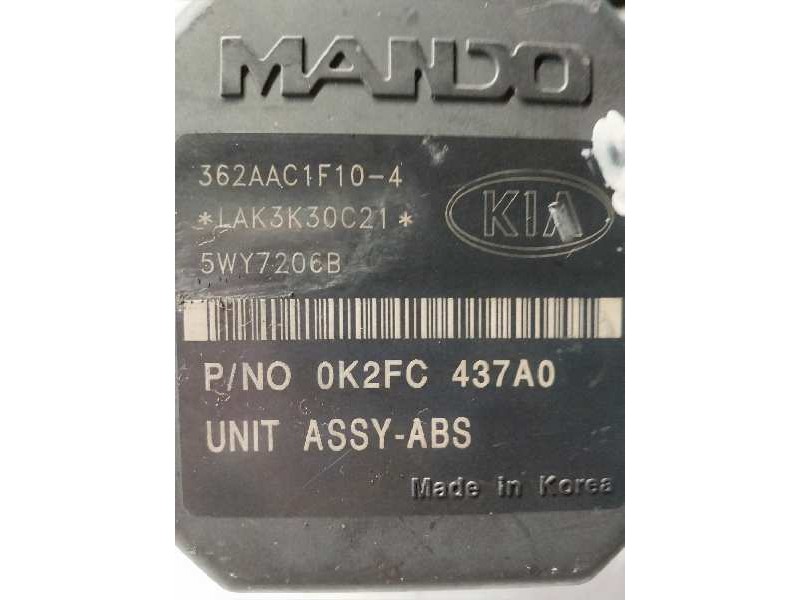 MANDO
362AAC1F10-4
*LAK3K30C21*
5WY7206B
KIA
P/NO 0K2FC 437A0
UNIT ASSY-ABS
Made in Korea